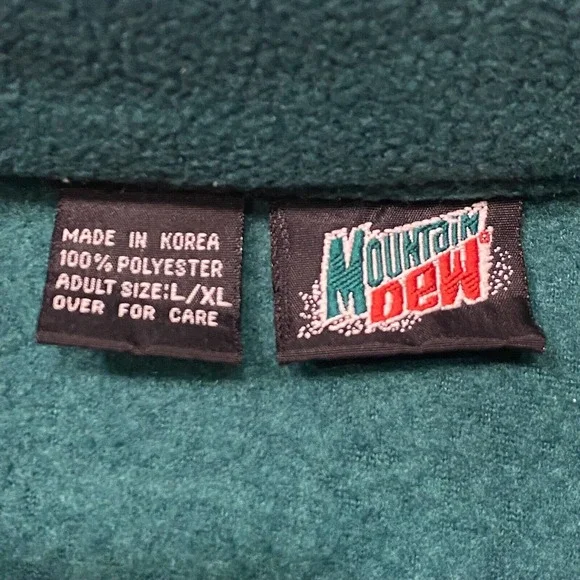 MADE IN KOREA
100% POLYESTER
ADULT SIZE:L/XL
OVER FOR CARE
MOUNTAIN
DEW®